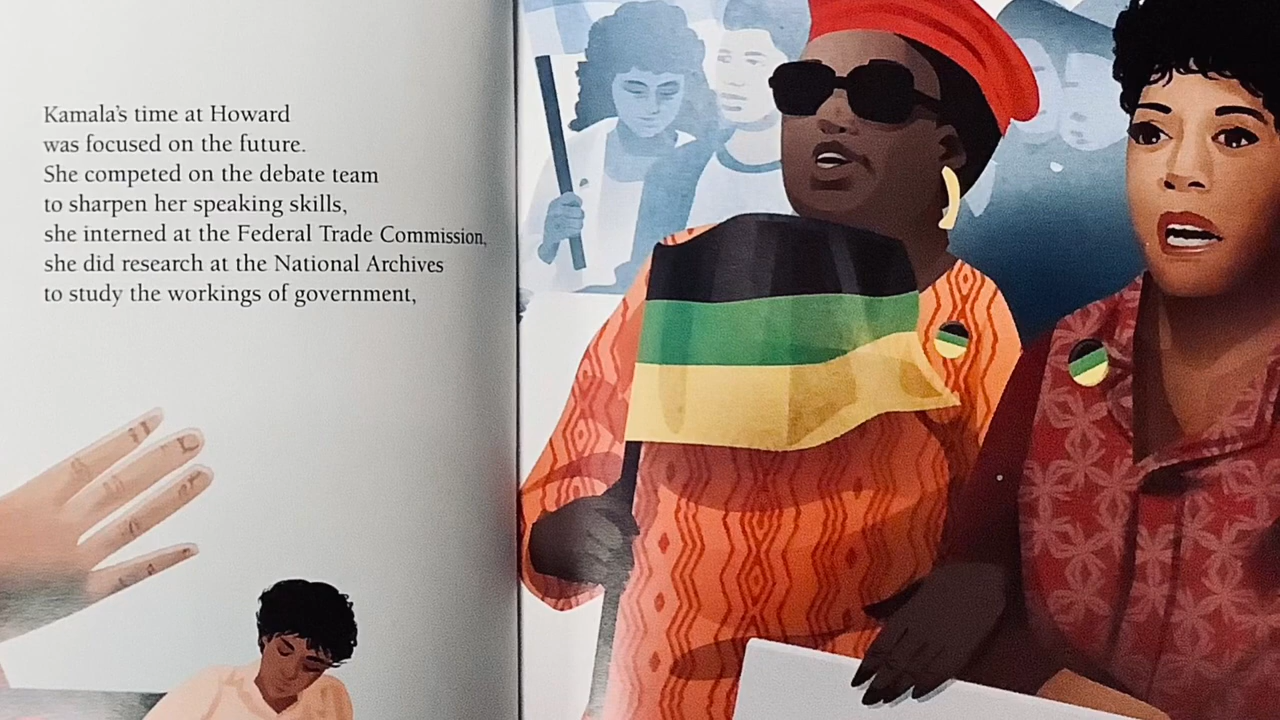 Kamala's time at Howard
was focused on the future.
She competed on the debate team
to sharpen her speaking skills,
she interned at the Federal Trade Commission,
she did research at the National Archives
to study the workings of government,